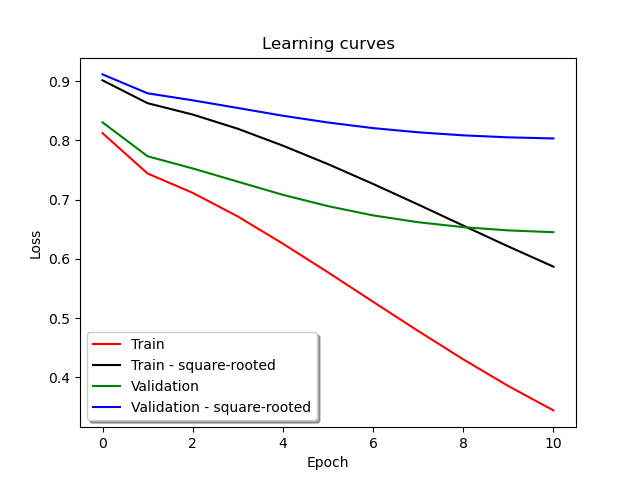 Learning curves
Loss
0.9
0.8
0.7
0.6
0.5
0.4
Train
Train - square-rooted
Validation
Validation - square-rooted
0 2 4 6 8 10
Epoch